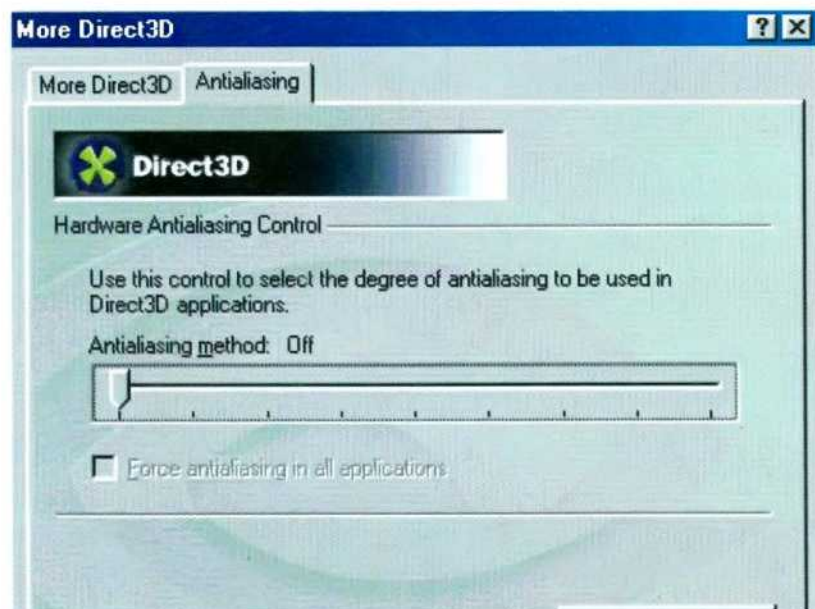 More Direct3D
More Direct3D Antialiasing
Direct3D
Hardware Antialiasing Control
Use this control to select the degree of antialiasing to be used in
Direct3D applications.
Antialiasing method: Off
Force antialiasing in all applications